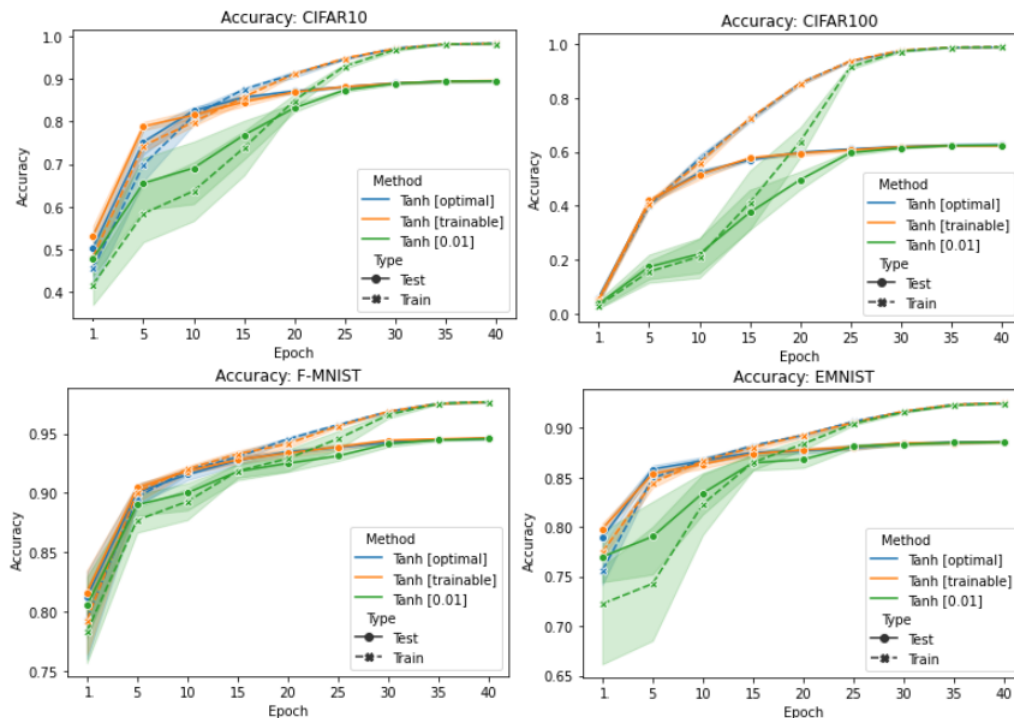 Accuracy: CIFAR10
1.0
0.9
0.8
0.7
0.6
0.5
0.4
Accuracy
Method
Tanh [optimal]
Tanh [trainable]
Tanh [0.01]
Type
Test
Train
1. 5 10 15 20 25 30 35 40
Epoch
Accuracy: CIFAR100
1.0
0.8
0.6
0.4
0.2
0.0
Accuracy
Method
Tanh [optimal]
Tanh [trainable]
Tanh [0.01]
Type
Test
Train
1. 5 10 15 20 25 30 35 40
Epoch
Accuracy: F-MNIST
0.95
0.90
0.85
0.80
0.75
Accuracy
Method
Tanh [optimal]
Tanh [trainable]
Tanh [0.01]
Type
Test
Train
1. 5 10 15 20 25 30 35 40
Epoch
Accuracy: EMNIST
0.90
0.85
0.80
0.75
0.70
0.65
Accuracy
Method
Tanh [optimal]
Tanh [trainable]
Tanh [0.01]
Type
Test
Train
1. 5 10 15 20 25 30 35 40
Epoch